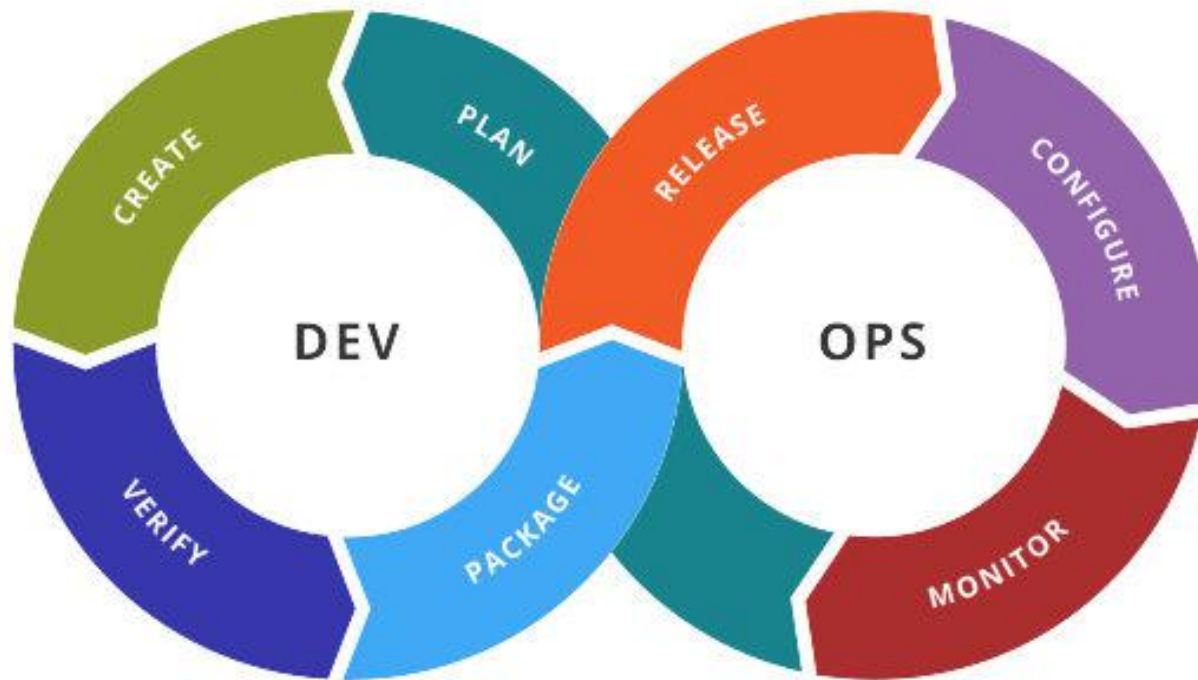 PLAN
CREATE
VERIFY
PACKAGE
RELEASE
CONFIGURE
MONITOR
DEV
OPS